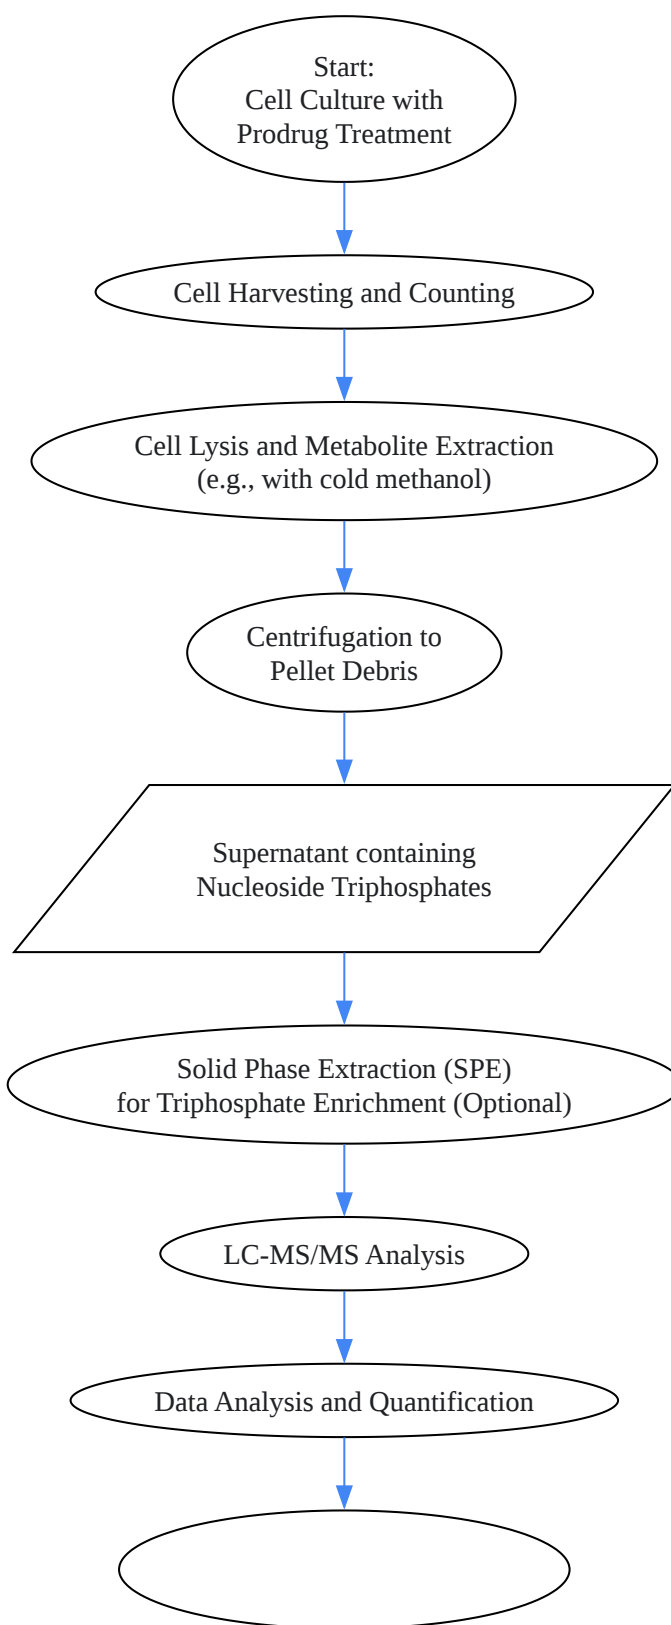 Start:
Cell Culture with
Prodrug Treatment
Cell Harvesting and Counting
Cell Lysis and Metabolite Extraction
(e.g., with cold methanol)
Centrifugation to
Pellet Debris
Supernatant containing
Nucleoside Triphosphates
Solid Phase Extraction (SPE)
for Triphosphate Enrichment (Optional)
LC-MS/MS Analysis
Data Analysis and Quantification